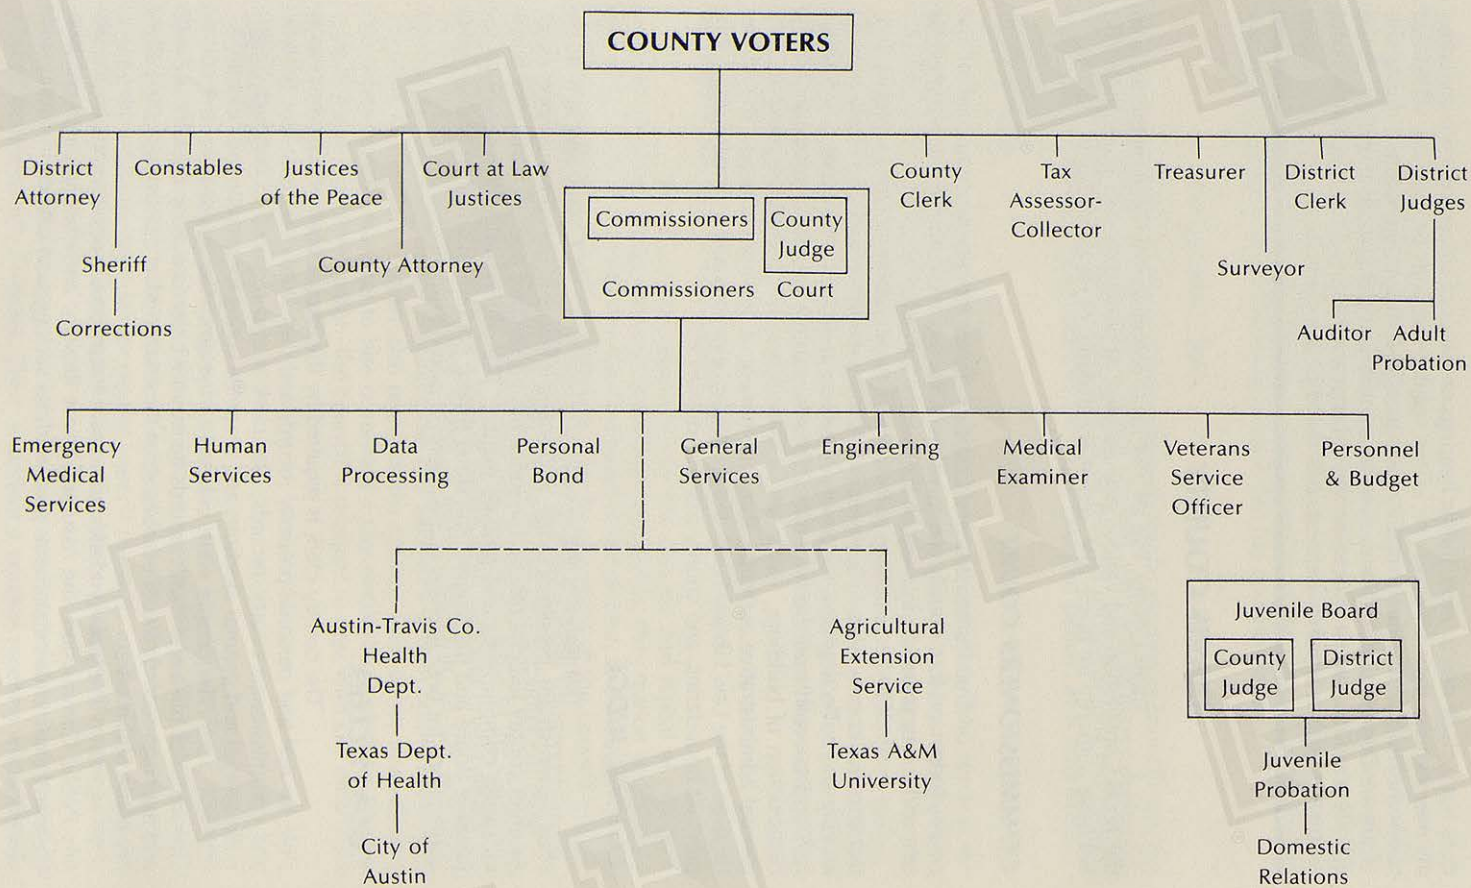 COUNTY VOTERS
District
Attorney
Sheriff
Corrections
Constables
Justices
of the Peace
County Attorney
Court at Law
Justices
Commissioners
County
Judge
Commissioners Court
County
Clerk
Tax
Assessor-
Collector
Treasurer
Surveyor
District
Clerk
District
Judges
Auditor
Adult
Probation
Emergency
Medical
Services
Human
Services
Data
Processing
Personal
Bond
General
Services
Engineering
Medical
Examiner
Veterans
Service
Officer
Personnel
& Budget
Austin-Travis Co.
Health
Dept.
Texas Dept.
of Health
City of
Austin
Agricultural
Extension
Service
Texas A&M
University
Juvenile Board
County
Judge
District
Judge
Juvenile
Probation
Domestic
Relations